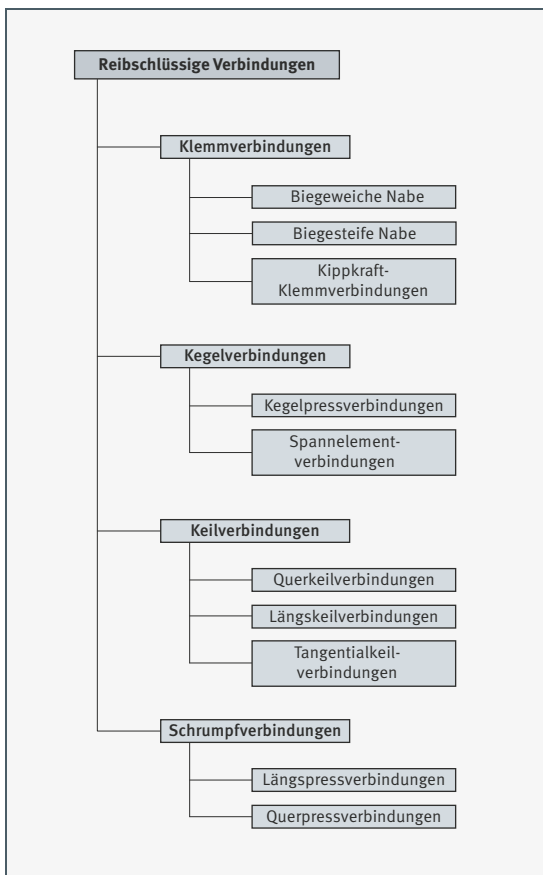 Reibschlüssige Verbindungen
Klemmverbindungen
Biegeweiche Nabe
Biegesteife Nabe
Kippkraft-
Klemmverbindungen
Kegelverbindungen
Kegelpressverbindungen
Spannelement-
verbindungen
Keilverbindungen
Querkeilverbindungen
Längskeilverbindungen
Tangentialkeil-
verbindungen
Schrumpfverbindungen
Längspressverbindungen
Querpressverbindungen